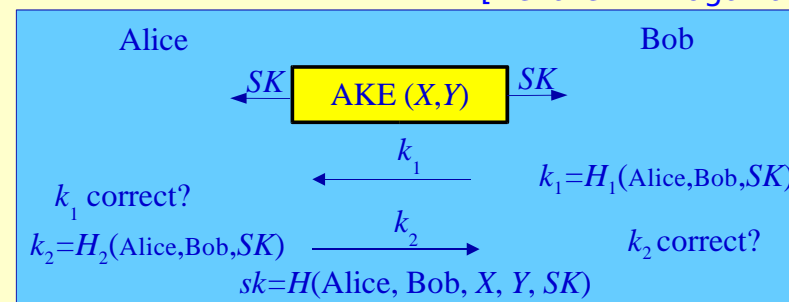 Alice Bob
SK AKE (X,Y) SK
k₁ k₁=H₁(Alice,Bob,SK)
k₁ correct?
k₂=H₂(Alice,Bob,SK) k₂ k₂ correct?
sk=H(Alice, Bob, X, Y, SK)